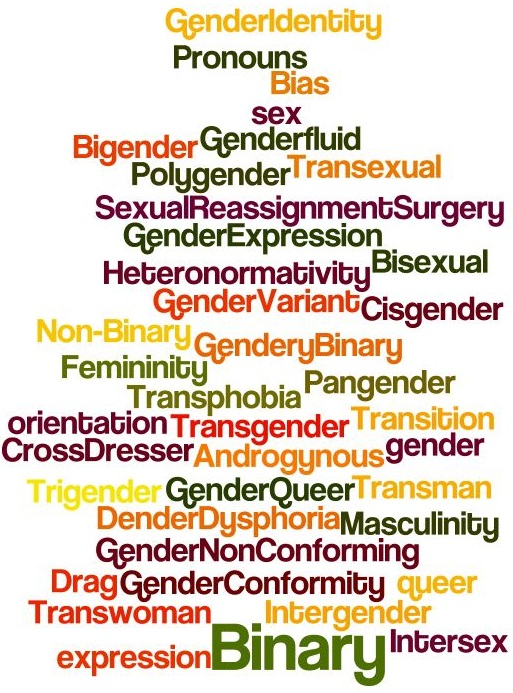 GenderIdentity
Pronouns
Bias
sex
Bigender Genderfluid
Polygender Transexual
SexualReassignmentSurgery
GenderExpression
Heteronormativity Bisexual
GenderVariant Cisgender
Non-Binary GenderyBinary
Femininity
Transphobia Pangender
orientation Transgender Transition
CrossDresser Androgynous gender
Trigender GenderQueer Transman
DenderDysphoria Masculinity
GenderNonConforming
Drag GenderConformity queer
Transwoman Intergender
expression Binary Intersex